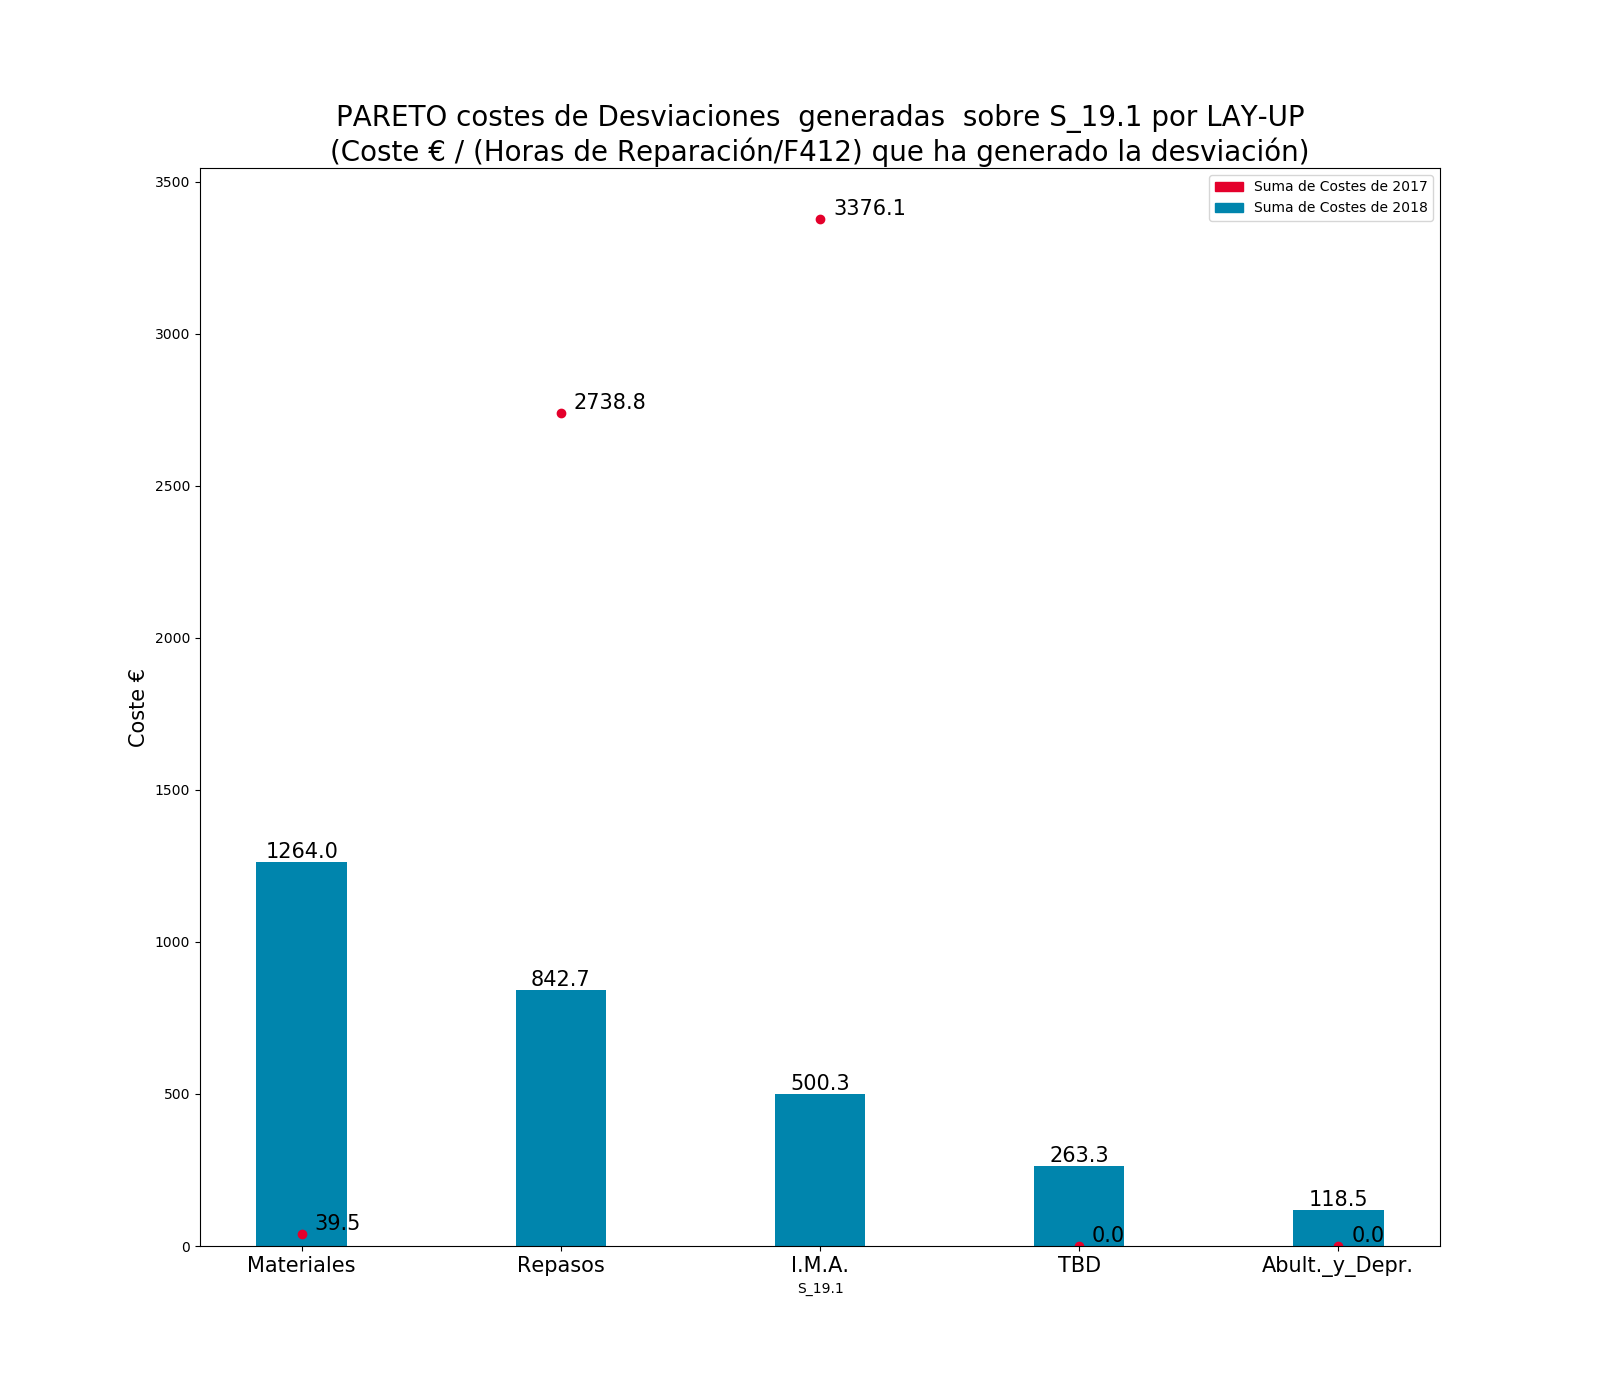 PARETO costes de Desviaciones  generadas  sobre S_19.1 por LAY-UP
(Coste € / (Horas de Reparación/F412) que ha generado la desviación)
Suma de Costes de 2017
Suma de Costes de 2018
3500
3000
2500
2000
1500
1000
500
0
Coste €
3376.1
2738.8
1264.0
842.7
500.3
263.3
118.5
39.5
0.0
0.0
Materiales
Repasos
I.M.A.
TBD
Abult._y_Depr.
S_19.1